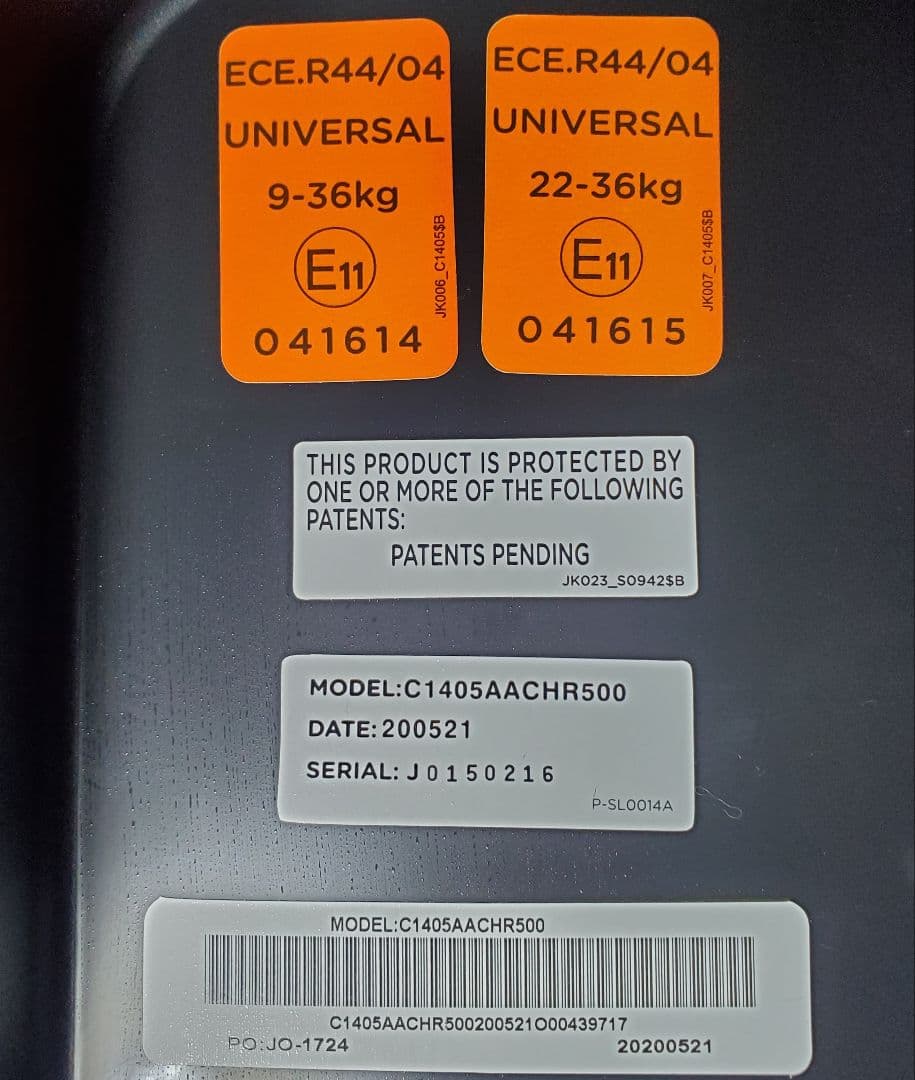 ECE.R44/04
UNIVERSAL
9-36kg
E11
041614
JK006_C1405$B
ECE.R44/04
UNIVERSAL
22-36kg
E11
041615
JK007_C1405$B
THIS PRODUCT IS PROTECTED BY
ONE OR MORE OF THE FOLLOWING
PATENTS:
PATENTS PENDING
JK023_S0942$B
MODEL:C1405AACHR500
DATE:200521
SERIAL: J0150216
P-SL0014A
MODEL:C1405AACHR500
C1405AACHR500200521000439717
PO:JO-1724 20200521